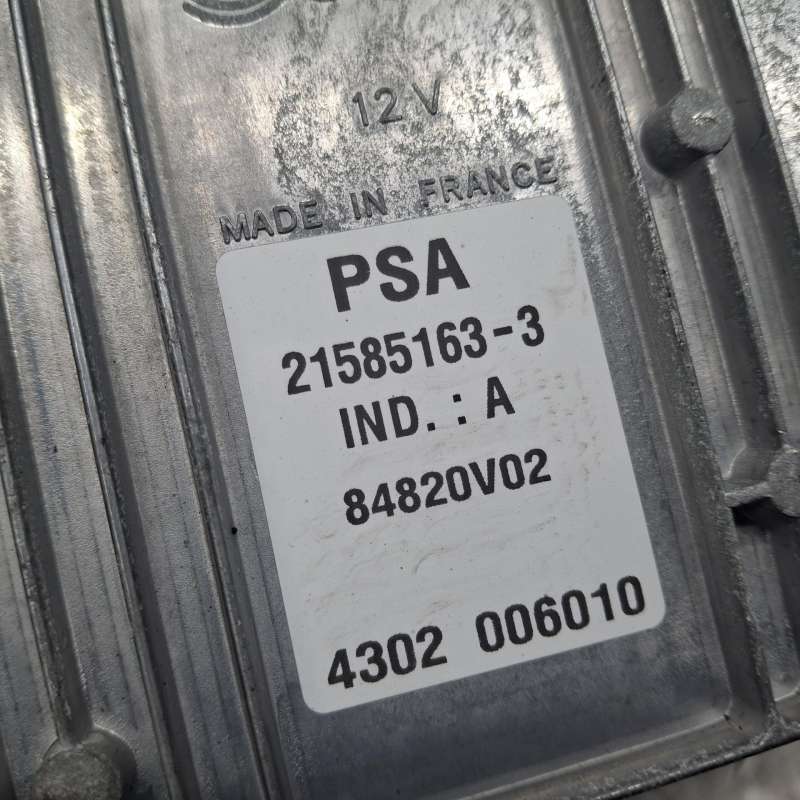 12V
MADE IN FRANCE
PSA
21585163-3
IND. : A
84820V02
4302 006010